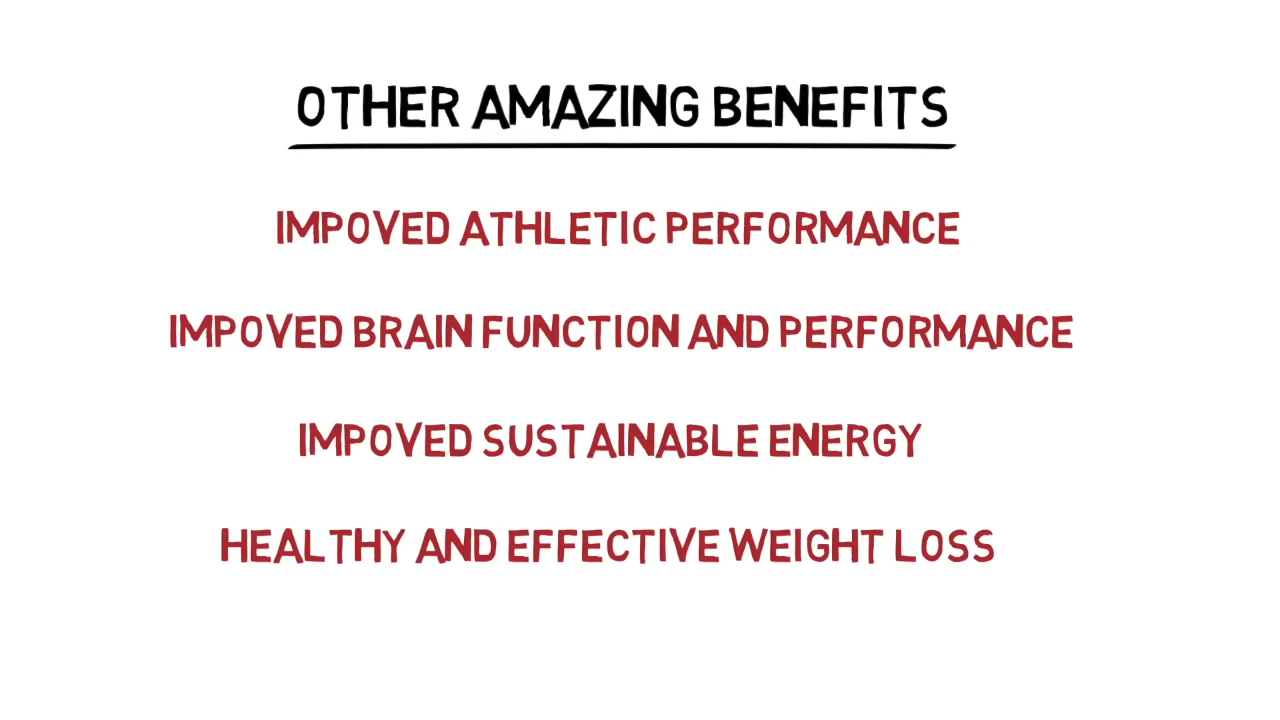 OTHER AMAZING BENEFITS
IMPOVED ATHLETIC PERFORMANCE
IMPOVED BRAIN FUNCTION AND PERFORMANCE
IMPOVED SUSTAINABLE ENERGY
HEALTHY AND EFFECTIVE WEIGHT LOSS